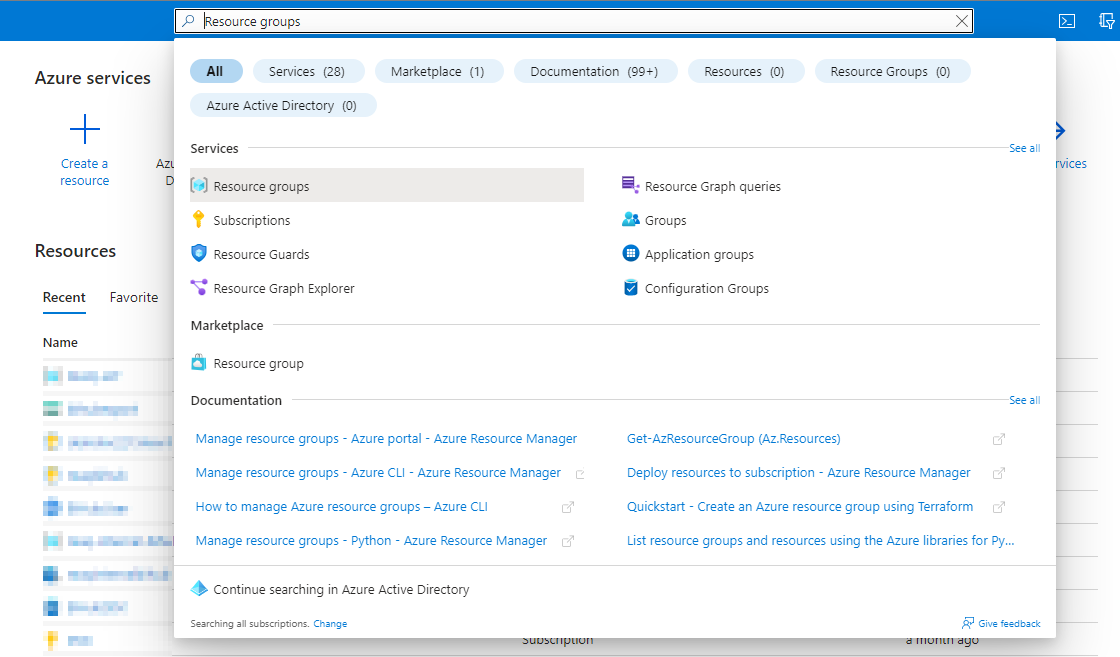 Resource groups
All
Services (28)
Marketplace (1)
Documentation (99+)
Resources (0)
Resource Groups (0)
Azure Active Directory (0)
Azure services
Create a
resource
Azu
D
rvices
Services
See all
Resource groups
Resource Graph queries
Subscriptions
Groups
Resource Guards
Application groups
Resource Graph Explorer
Configuration Groups
Resources
Recent
Favorite
Name
Marketplace
Resource group
Documentation
See all
Manage resource groups - Azure portal - Azure Resource Manager
Get-AzResourceGroup (Az.Resources)
Manage resource groups - Azure CLI - Azure Resource Manager
Deploy resources to subscription - Azure Resource Manager
How to manage Azure resource groups – Azure CLI
Quickstart - Create an Azure resource group using Terraform
Manage resource groups - Python - Azure Resource Manager
List resource groups and resources using the Azure libraries for Py...
Continue searching in Azure Active Directory
Searching all subscriptions. Change
Give feedback
Subscription
a month ago